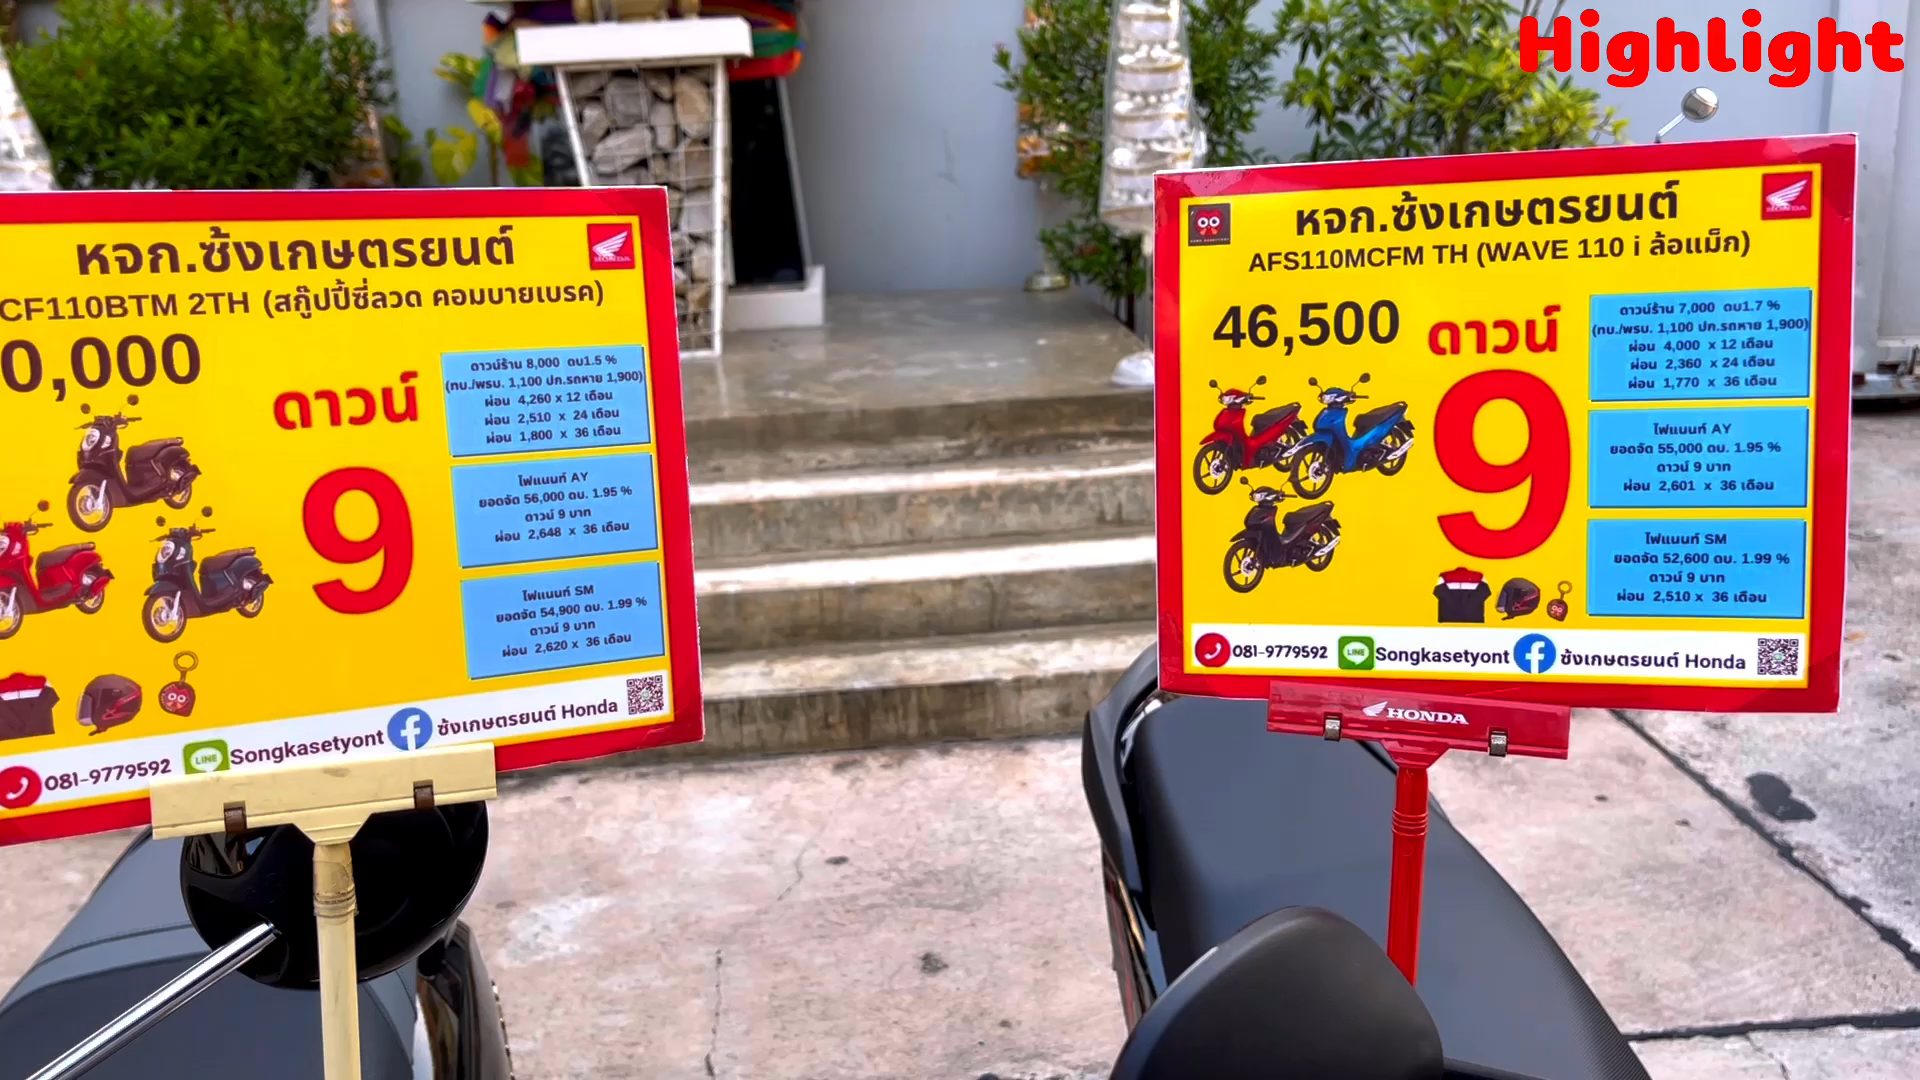 Highlight
หจก.ซ้งเกษตรยนต์
HONDA
CF110BTM 2TH (สกู๊ปปี้ซี่ลวด คอมบายเบรค)
0,000
ดาวน์
9
ดาวน์ร้าน 8,000 ดบ1.5 %
(ทบ./พรบ. 1,100 ปก.รถหาย 1,900)
ผ่อน 4,260 x 12 เดือน
ผ่อน 2,510 x 24 เดือน
ผ่อน 1,800 x 36 เดือน
ไฟแนนท์ AY
ยอดจัด 56,000 ดบ. 1.95 %
ดาวน์ 9 บาท
ผ่อน 2,648 x 36 เดือน
ไฟแนนท์ SM
ยอดจัด 54,900 ดบ. 1.99 %
ดาวน์ 9 บาท
ผ่อน 2,620 x 36 เดือน
081-9779592 LINE Songkasetyont f ซ้งเกษตรยนต์ Honda
หจก.ซ้งเกษตรยนต์
HONDA
AFS110MCFM TH (WAVE 110 i ล้อแม็ก)
46,500
ดาวน์
9
ดาวน์ร้าน 7,000 ดบ1.7 %
(ทบ./พรบ. 1,100 ปก.รถหาย 1,900)
ผ่อน 4,000 x 12 เดือน
ผ่อน 2,360 x 24 เดือน
ผ่อน 1,770 x 36 เดือน
ไฟแนนท์ AY
ยอดจัด 55,000 ดบ. 1.95 %
ดาวน์ 9 บาท
ผ่อน 2,601 x 36 เดือน
ไฟแนนท์ SM
ยอดจัด 52,600 ดบ. 1.99 %
ดาวน์ 9 บาท
ผ่อน 2,510 x 36 เดือน
081-9779592 LINE Songkasetyont f ซ้งเกษตรยนต์ Honda
HONDA